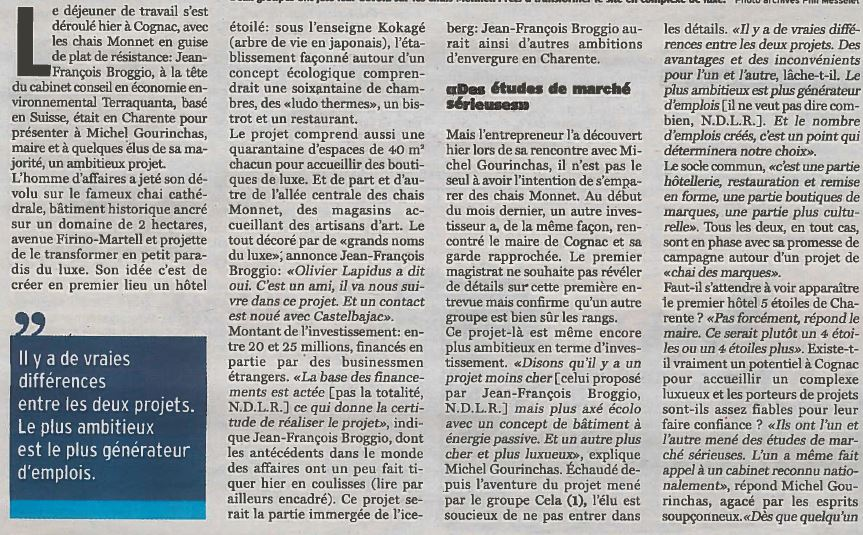 Photo archives Phil Messelet
Le déjeuner de travail s'est
déroulé hier à Cognac, avec
les chais Monnet en guise
de plat de résistance: Jean-
François Broggio, à la tête
du cabinet conseil en économie en-
vironnemental Terraquanta, basé
en Suisse, était en Charente pour
présenter à Michel Gourinchas,
maire et à quelques élus de sa ma-
jorité, un ambitieux projet.
L'homme d'affaires a jeté son dé-
volu sur le fameux chai cathé-
drale, bâtiment historique ancré
sur un domaine de 2 hectares,
avenue Firino-Martell et projette
de le transformer en petit para-
dis du luxe. Son idée c'est de
créer en premier lieu un hôtel
”
Il y a de vraies
différences
entre les deux projets.
Le plus ambitieux
est le plus générateur
d'emplois.
étoilé: sous l'enseigne Kokagé
(arbre de vie en japonais), l'éta-
blissement façonné autour d'un
concept écologique compren-
drait une soixantaine de cham-
bres, des «ludo thermes», un bis-
trot et un restaurant.
Le projet comprend aussi une
quarantaine d'espaces de 40 m²
chacun pour accueillir des bouti-
ques de luxe. Et de part et d'au-
tre de l'allée centrale des chais
Monnet, des magasins ac-
cueillant des artisans d'art. Le
tout décoré par de «grands noms
du luxe», annonce Jean-François
Broggio: «Olivier Lapidus a dit
oui. C'est un ami, il va nous sui-
vre dans ce projet. Et un contact
est noué avec Castelbajac».
Montant de l'investissement: en-
tre 20 et 25 millions, financés en
partie par des businessmen
étrangers. «La base des finance-
ments est actée [pas la totalité,
N.D.L.R.] ce qui donne la certi-
tude de réaliser le projet», indi-
que Jean-François Broggio, dont
les antécédents dans le monde
des affaires ont un peu fait ti-
quer hier en coulisses (lire par
ailleurs encadré). Ce projet se-
rait la partie immergée de l'ice-
berg: Jean-François Broggio au-
rait ainsi d'autres ambitions
d'envergure en Charente.
«Des études de marché
sérieuses»
Mais l'entrepreneur l'a découvert
hier lors de sa rencontre avec Mi-
chel Gourinchas, il n'est pas le
seul à avoir l'intention de s'empa-
rer des chais Monnet. Au début
du mois dernier, un autre inves-
tisseur a, de la même façon, ren-
contré le maire de Cognac et sa
garde rapprochée. Le premier
magistrat ne souhaite pas révéler
de détails sur cette première en-
trevue mais confirme qu'un autre
groupe est bien sûr les rangs.
Ce projet-là est même encore
plus ambitieux en terme d'inves-
tissement. «Disons qu'il y a un
projet moins cher [celui proposé
par Jean-François Broggio,
N.D.L.R.] mais plus axé écolo
avec un concept de bâtiment à
énergie passive. Et un autre plus
cher et plus luxueux», explique
Michel Gourinchas. Échaudé de-
puis l'aventure du projet mené
par le groupe Cela (1), l'élu est
soucieux de ne pas entrer dans
les détails. «Il y a de vraies diffé-
rences entre les deux projets. Des
avantages et des inconvénients
pour l'un et l'autre, lâche-t-il. Le
plus ambitieux est plus générateur
d'emplois [il ne veut pas dire com-
bien, N.D.L.R.]. Et le nombre
d'emplois créés, c'est un point qui
déterminera notre choix».
Le socle commun, «c'est une partie
hôtellerie, restauration et remise
en forme, une partie boutiques de
marques, une partie plus cultu-
relle». Tous les deux, en tout cas,
sont en phase avec sa promesse de
campagne autour d'un projet de
«chai des marques».
Faut-il s'attendre à voir apparaître
le premier hôtel 5 étoiles de Cha-
rente ? «Pas forcément, répond le
maire. Ce serait plutôt un 4 étoi-
les ou un 4 étoiles plus». Existe-t-
il vraiment un potentiel à Cognac
pour accueillir un complexe
luxueux et les porteurs de projets
sont-ils assez fiables pour leur
faire confiance ? «Ils ont l'un et
l'autre mené des études de mar-
ché sérieuses. L'un a même fait
appel à un cabinet reconnu natio-
nalement», répond Michel Gou-
rinchas, agacé par les esprits
soupçonneux. «Dès que quelqu'un